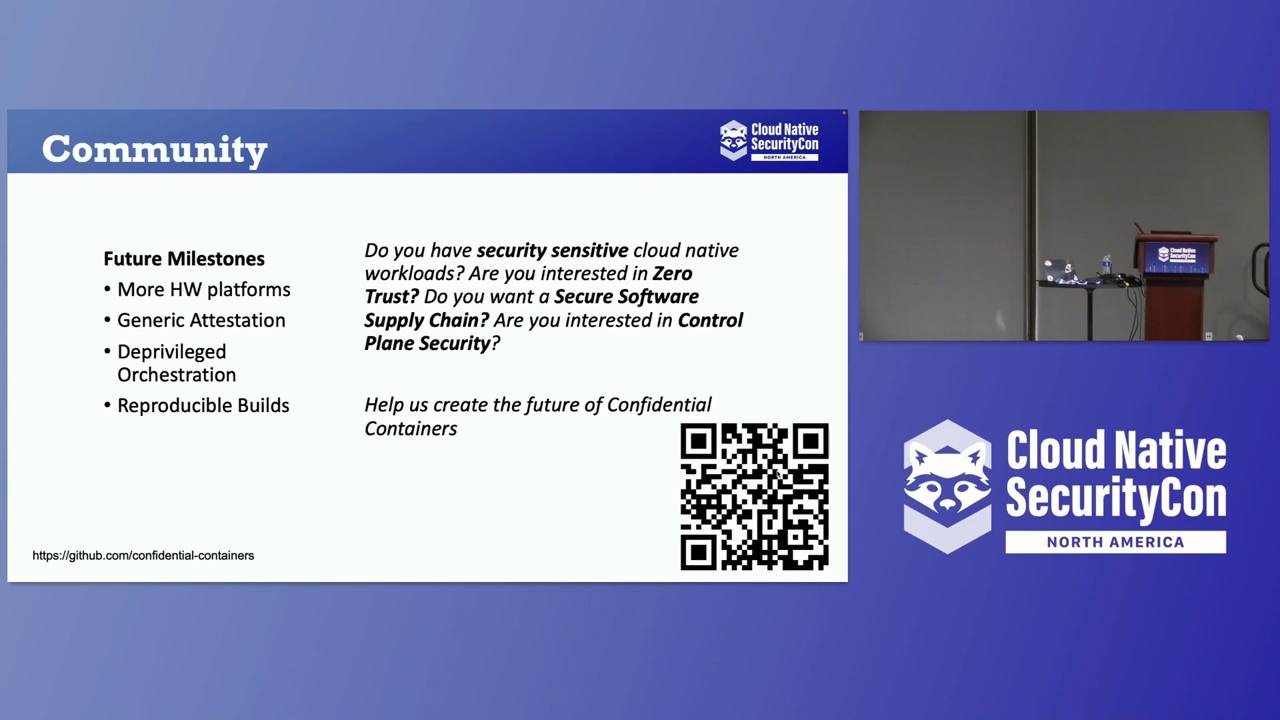 Community
Cloud Native
SecurityCon
NORTH AMERICA
Future Milestones
• More HW platforms
• Generic Attestation
• Deprivileged
Orchestration
• Reproducible Builds
Do you have security sensitive cloud native
workloads? Are you interested in Zero
Trust? Do you want a Secure Software
Supply Chain? Are you interested in Control
Plane Security?
Help us create the future of Confidential
Containers
https://github.com/confidential-containers
Cloud Native
SecurityCon
Cloud Native
SecurityCon
NORTH AMERICA